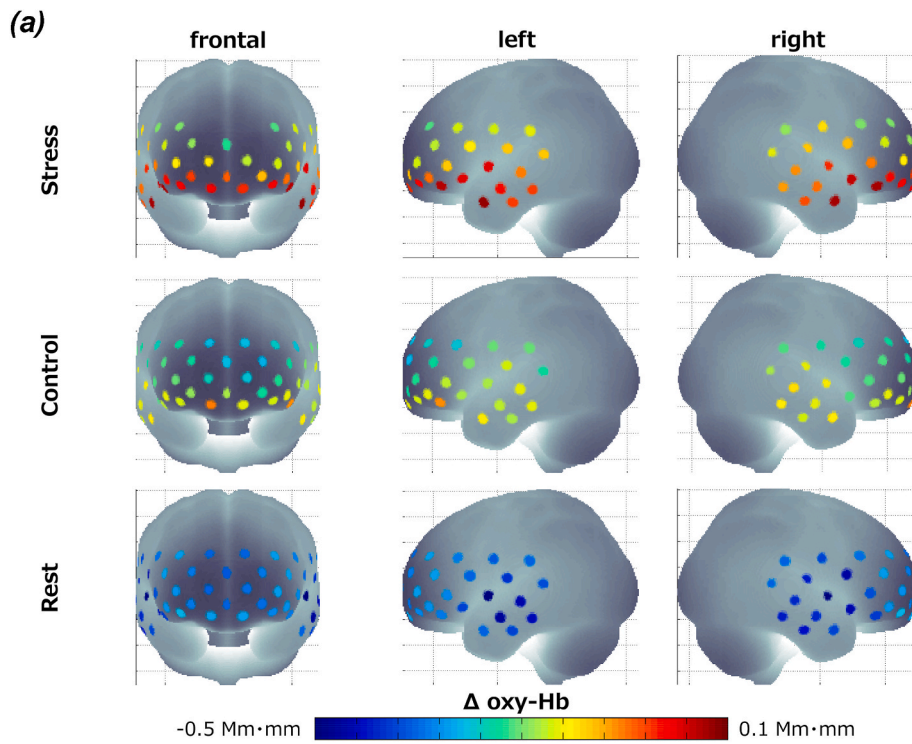 (a)
frontal left right
Stress
Control
Rest
Δ oxy-Hb
-0.5 Mm·mm 0.1 Mm·mm